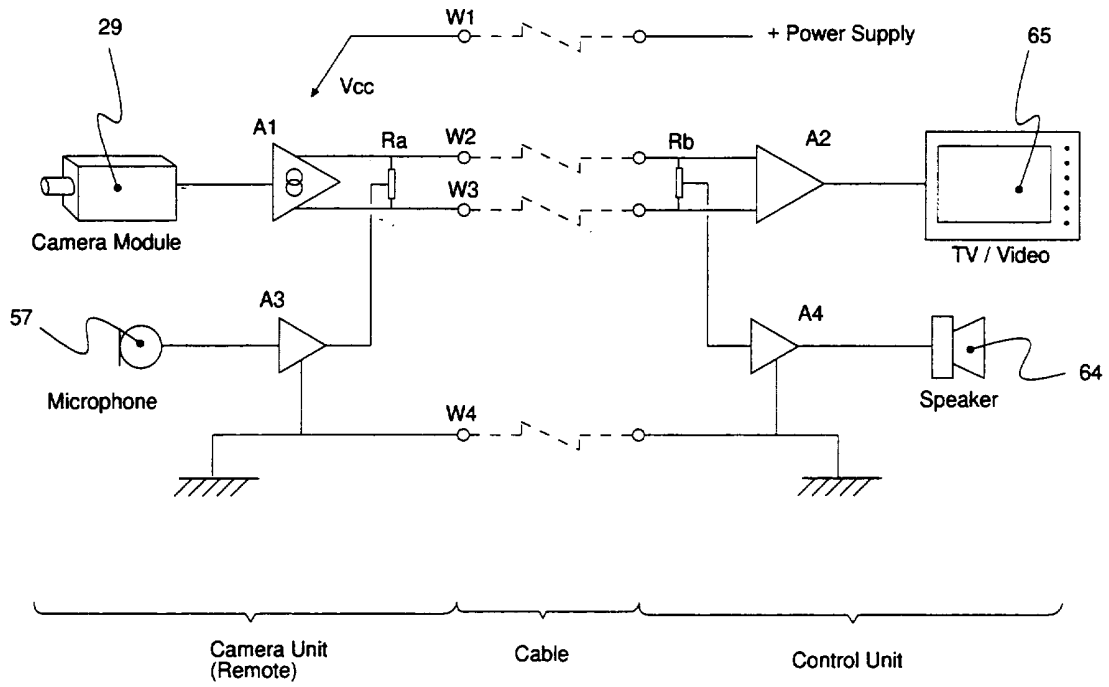 W1
29
+ Power Supply
65
Vcc
A1
Ra
W2
Rb
A2
W3
Camera Module
TV / Video
A3
57
A4
Microphone
Speaker
64
W4
Camera Unit
(Remote)
Cable
Control Unit